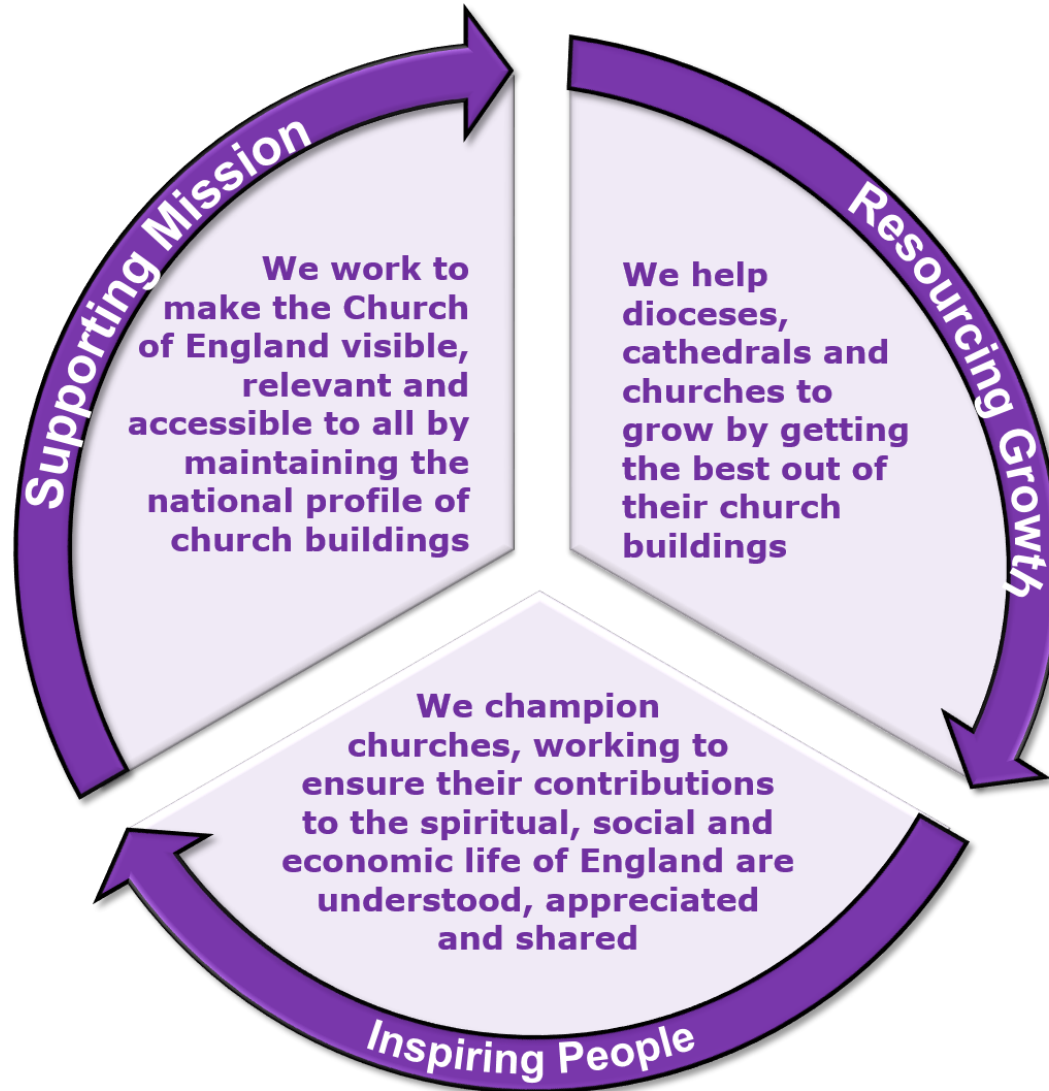 Supporting Mission
We work to
make the Church
of England visible,
relevant and
accessible to all by
maintaining the
national profile of
church buildings
Resourcing Growth
We help
dioceses,
cathedrals and
churches to
grow by getting
the best out of
their church
buildings
We champion
churches, working to
ensure their contributions
to the spiritual, social and
economic life of England are
understood, appreciated
and shared
Inspiring People